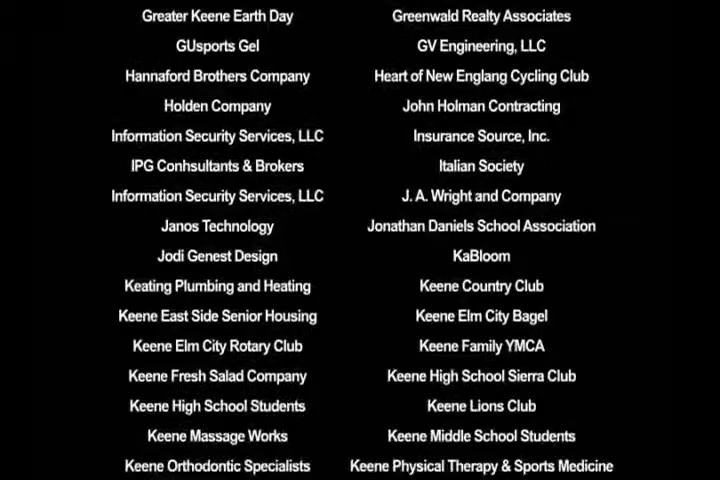 Greater Keene Earth Day Greenwald Realty Associates
GUsports Gel GV Engineering, LLC
Hannaford Brothers Company Heart of New Englang Cycling Club
Holden Company John Holman Contracting
Information Security Services, LLC Insurance Source, Inc.
IPG Conhsultants & Brokers Italian Society
Information Security Services, LLC J. A. Wright and Company
Janos Technology Jonathan Daniels School Association
Jodi Genest Design KaBloom
Keating Plumbing and Heating Keene Country Club
Keene East Side Senior Housing Keene Elm City Bagel
Keene Elm City Rotary Club Keene Family YMCA
Keene Fresh Salad Company Keene High School Sierra Club
Keene High School Students Keene Lions Club
Keene Massage Works Keene Middle School Students
Keene Orthodontic Specialists Keene Physical Therapy & Sports Medicine